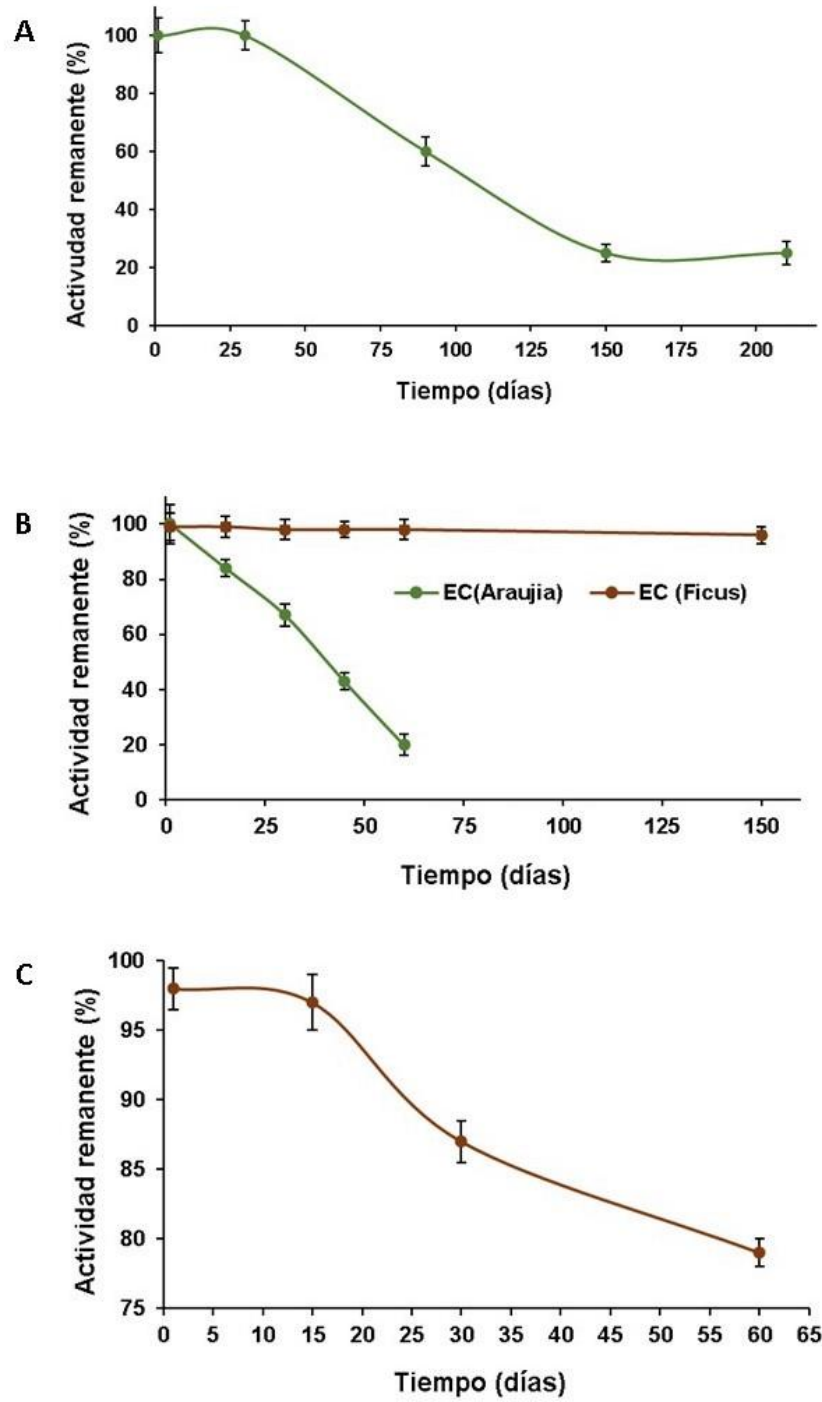 A
Activudad remanente (%)
100
80
60
40
20
0
0 25 50 75 100 125 150 175 200
Tiempo (días)
B
Actividad remanente (%)
100
80
60
40
20
0
EC(Araujia) EC (Ficus)
0 25 50 75 100 125 150
Tiempo (días)
C
Actividad remanente (%)
100
95
90
85
80
75
0 5 10 15 20 25 30 35 40 45 50 55 60 65
Tiempo (días)